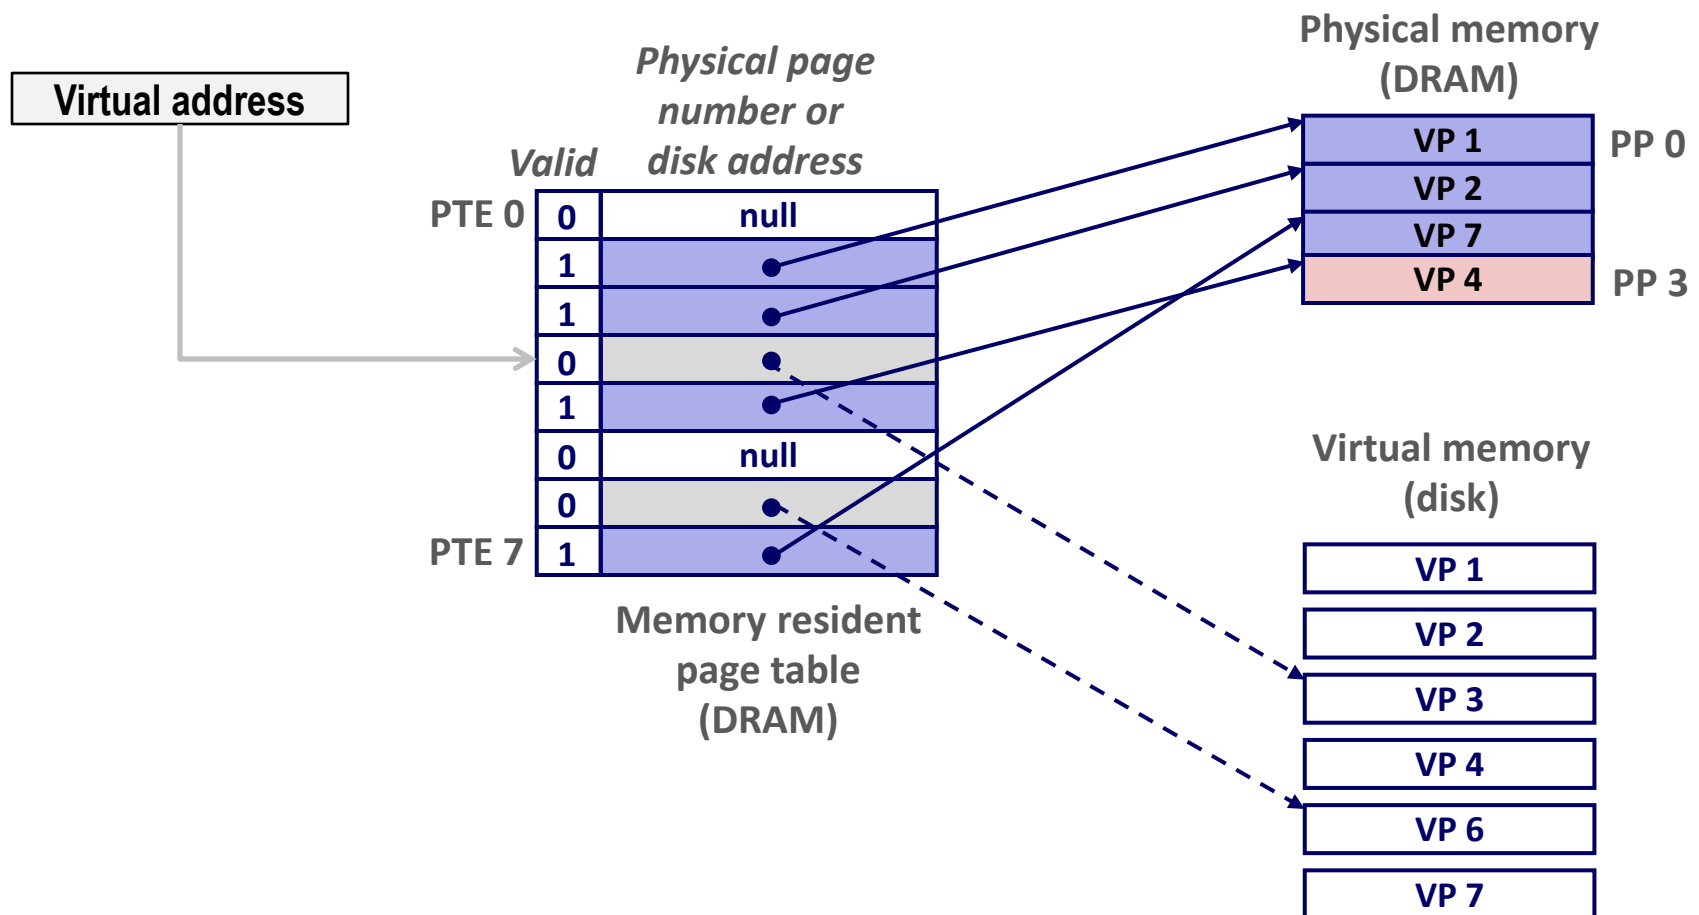 Virtual address
Physical page
number or
disk address
Valid
PTE 0
0
null
1
1
0
1
0
null
0
PTE 7
1
Memory resident
page table
(DRAM)
Physical memory
(DRAM)
VP 1
PP 0
VP 2
VP 7
VP 4
PP 3
Virtual memory
(disk)
VP 1
VP 2
VP 3
VP 4
VP 6
VP 7